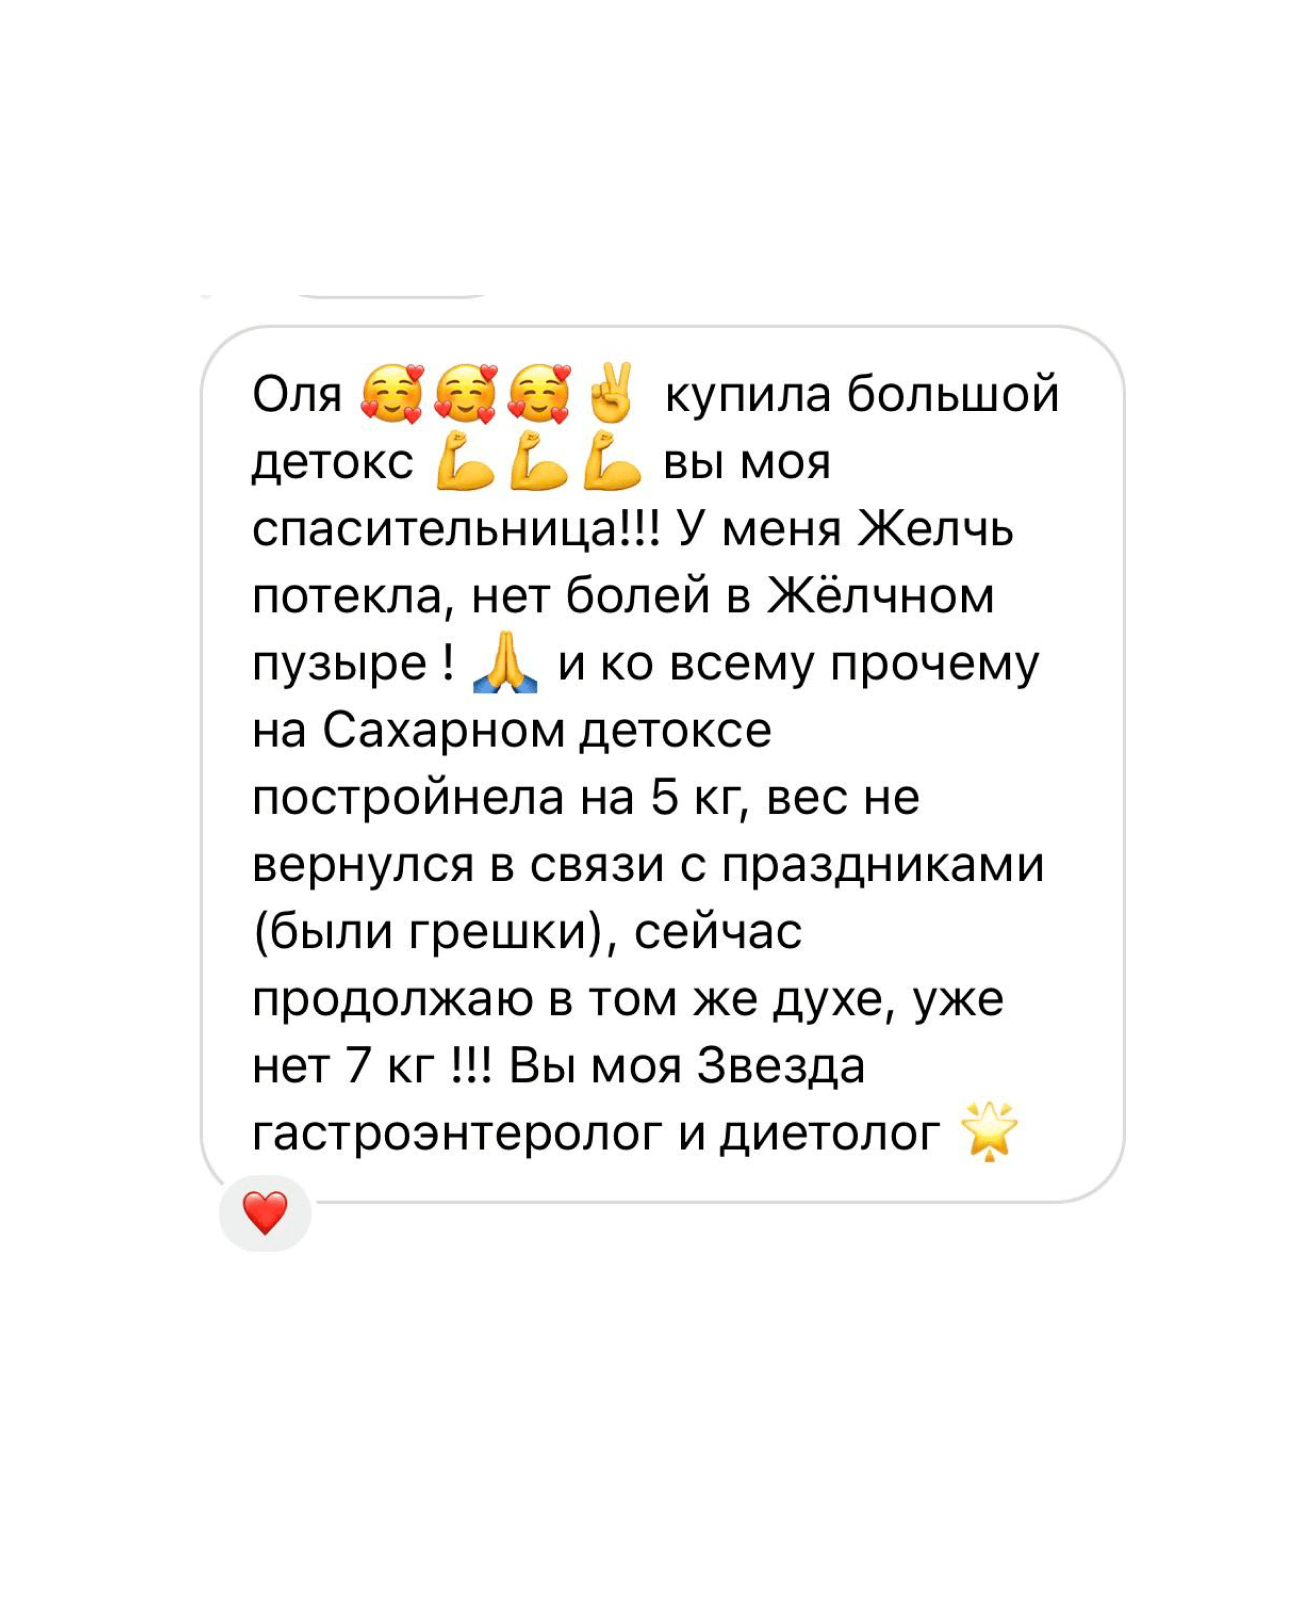 Оля 🥰🥰🥰✌️ купила большой
детокс 💪💪💪 вы моя
спасительница!!! У меня Желчь
потекла, нет болей в Жёлчном
пузыре ! 🙏 и ко всему прочему
на Сахарном детоксе
постройнела на 5 кг, вес не
вернулся в связи с праздниками
(были грешки), сейчас
продолжаю в том же духе, уже
нет 7 кг !!! Вы моя Звезда
гастроэнтеролог и диетолог 🌟